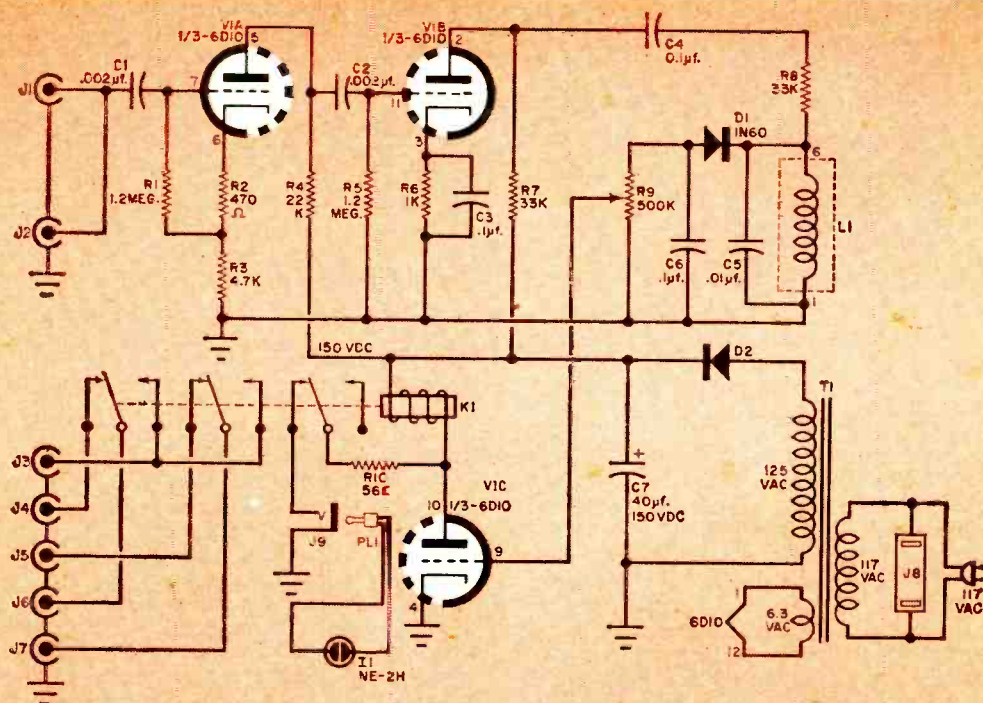 V1A
1/3-6D10
5
V1B
1/3-6D10
2
C4
0.1µf.
C1
.002µf.
C2
.002µf.
R8
33K
J1
7
11
D1
1N60
6
3
6
R1
1.2MEG.
R2
470
Ω
R4
22
K
R5
1.2
MEG.
R6
1K
C3
.1µf.
R7
33K
R9
500K
L1
J2
R3
4.7K
C6
.1µf.
C5
.01µf.
1
150 VDC
D2
T1
K1
J3
R10
56K
V1C
10
1/3-6D10
+
C7
40µf.
150VDC
125
VAC
J4
J9
PL1
9
J5
117
VAC
J8
117
VAC
J6
4
1
6D10
12
6.3
VAC
J7
I1
NE-2H